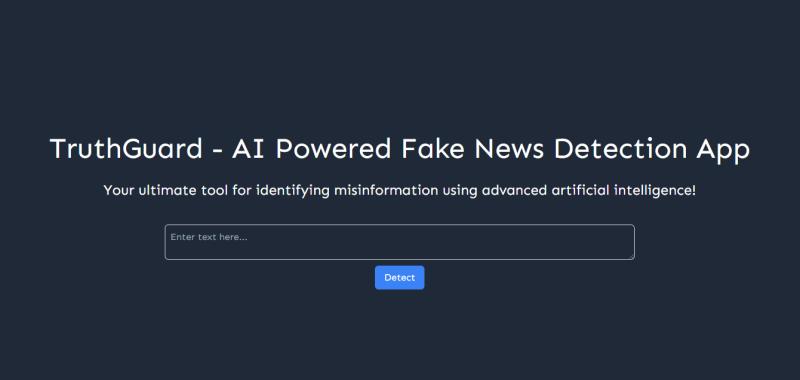 TruthGuard - AI Powered Fake News Detection App
Your ultimate tool for identifying misinformation using advanced artificial intelligence!
Enter text here...
Detect